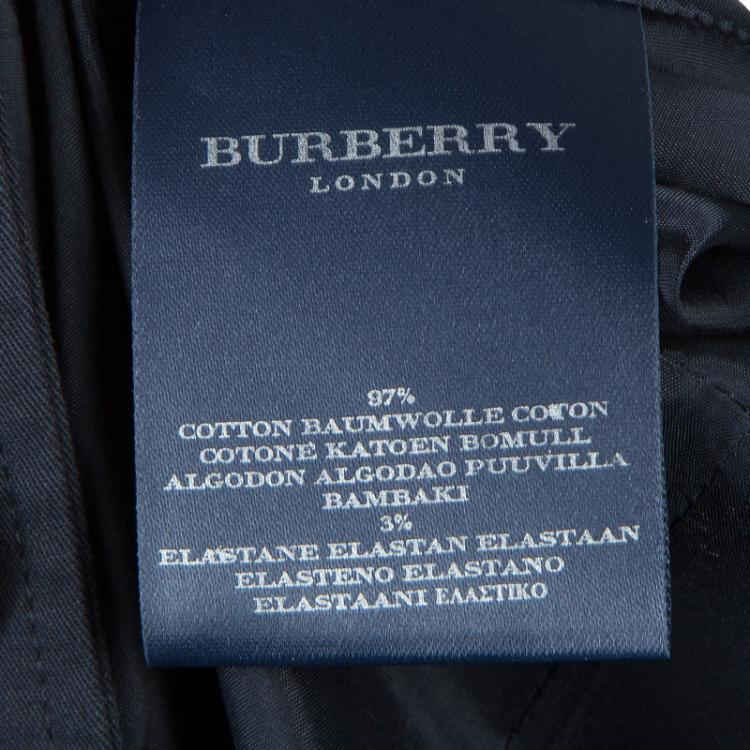 BURBERRY
LONDON
97%
COTTON BAUMWOLLE COTON
COTONE KATOEN BOMULL
ALGODON ALGODAO PUUVILLA
BAMBAKI
3%
ELASTANE ELASTAN ELASTAAN
ELASTENO ELASTANO
ELASTAANI ΕΛΑΣΤΙΚΟ